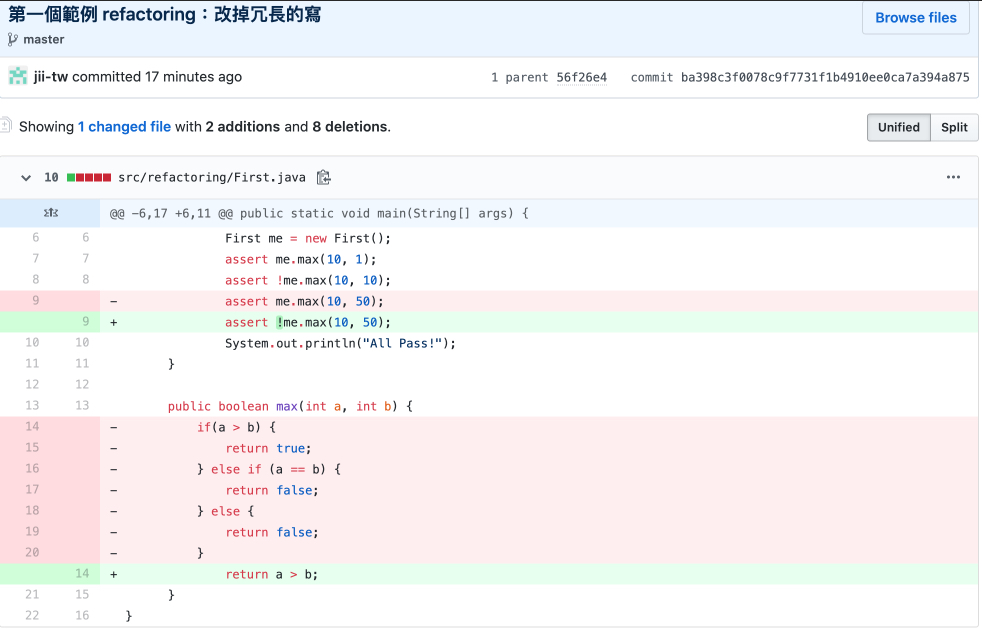 第一個範例 refactoring：改掉冗長的寫
Browse files
master
jii-tw committed 17 minutes ago
1 parent 56f26e4 commit ba398c3f0078c9f7731f1b4910ee0ca7a394a875
Showing 1 changed file with 2 additions and 8 deletions.
Unified Split
10 src/refactoring/First.java
@@ -6,17 +6,11 @@ public static void main(String[] args) {
6 6 First me = new First();
7 7 assert me.max(10, 1);
8 8 assert !me.max(10, 10);
9 - assert me.max(10, 50);
9 + assert !me.max(10, 50);
10 10 System.out.println("All Pass!");
11 11 }
12 12
13 13 public boolean max(int a, int b) {
14 - if(a > b) {
15 - return true;
16 - } else if (a == b) {
17 - return false;
18 - } else {
19 - return false;
20 - }
14 + return a > b;
21 15 }
22 16 }